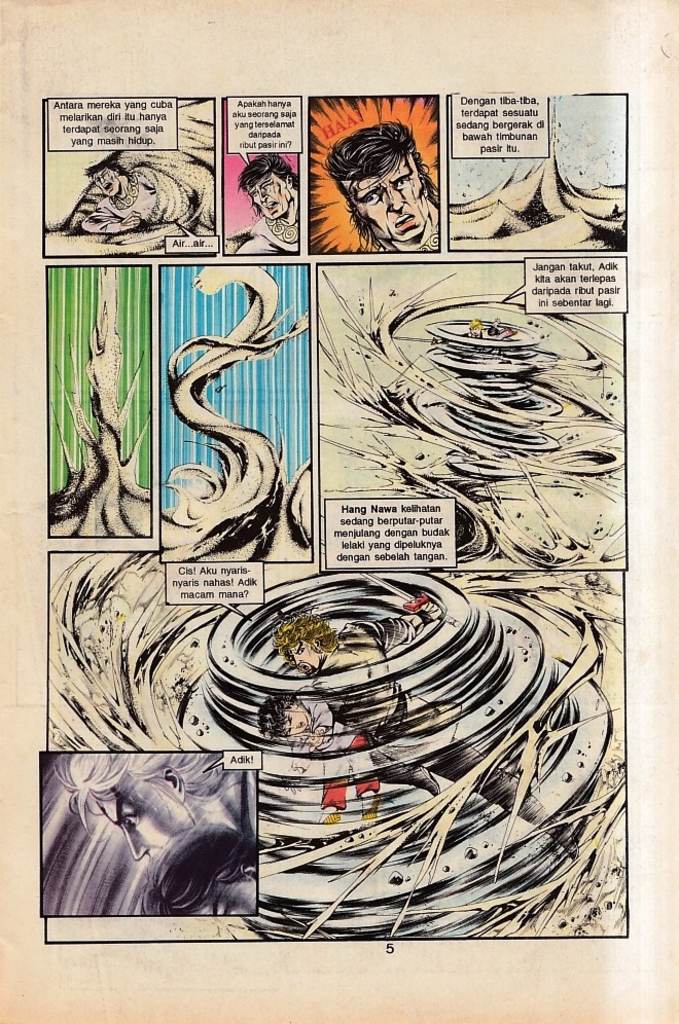 Antara mereka yang cuba
melarikan diri itu hanya
terdapat seorang saja
yang masih hidup.
Air...air...
Apakah hanya
aku seorang saja
yang terselamat
daripada
ribut pasir ini?
HAA!
Dengan tiba-tiba,
terdapat sesuatu
sedang bergerak di
bawah timbunan
pasir itu.
Jangan takut, Adik
kita akan terlepas
daripada ribut pasir
ini sebentar lagi.
Hang Nawa kelihatan
sedang berputar-putar
menjulang dengan budak
lelaki yang dipeluknya
dengan sebelah tangan.
Cis! Aku nyaris-
nyaris nahas! Adik
macam mana?
Adik!
5